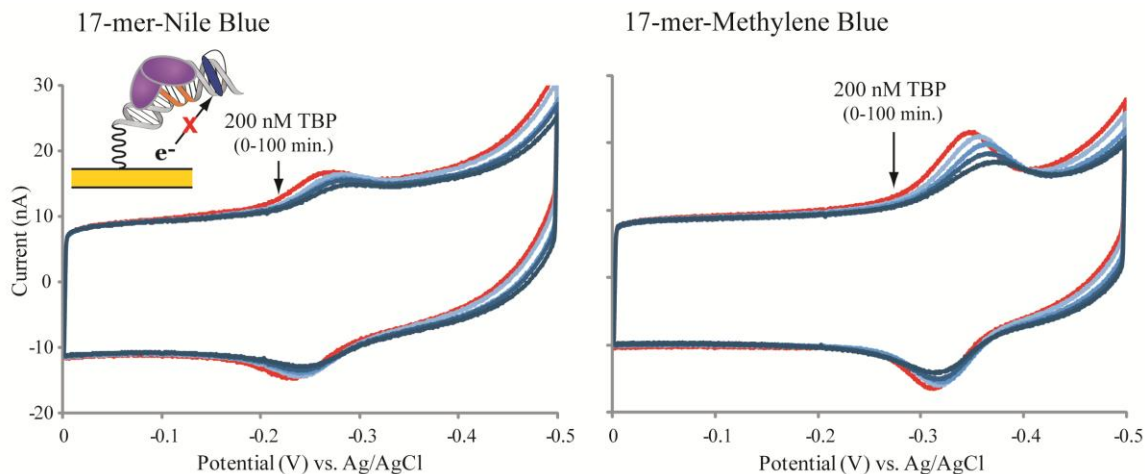 17-mer-Nile Blue
17-mer-Methylene Blue
X
e-
200 nM TBP
(0-100 min.)
200 nM TBP
(0-100 min.)
Current (nA)
30
20
10
0
-10
-20
0 -0.1 -0.2 -0.3 -0.4 -0.5
0 -0.1 -0.2 -0.3 -0.4 -0.5
Potential (V) vs. Ag/AgCl
Potential (V) vs. Ag/AgCl